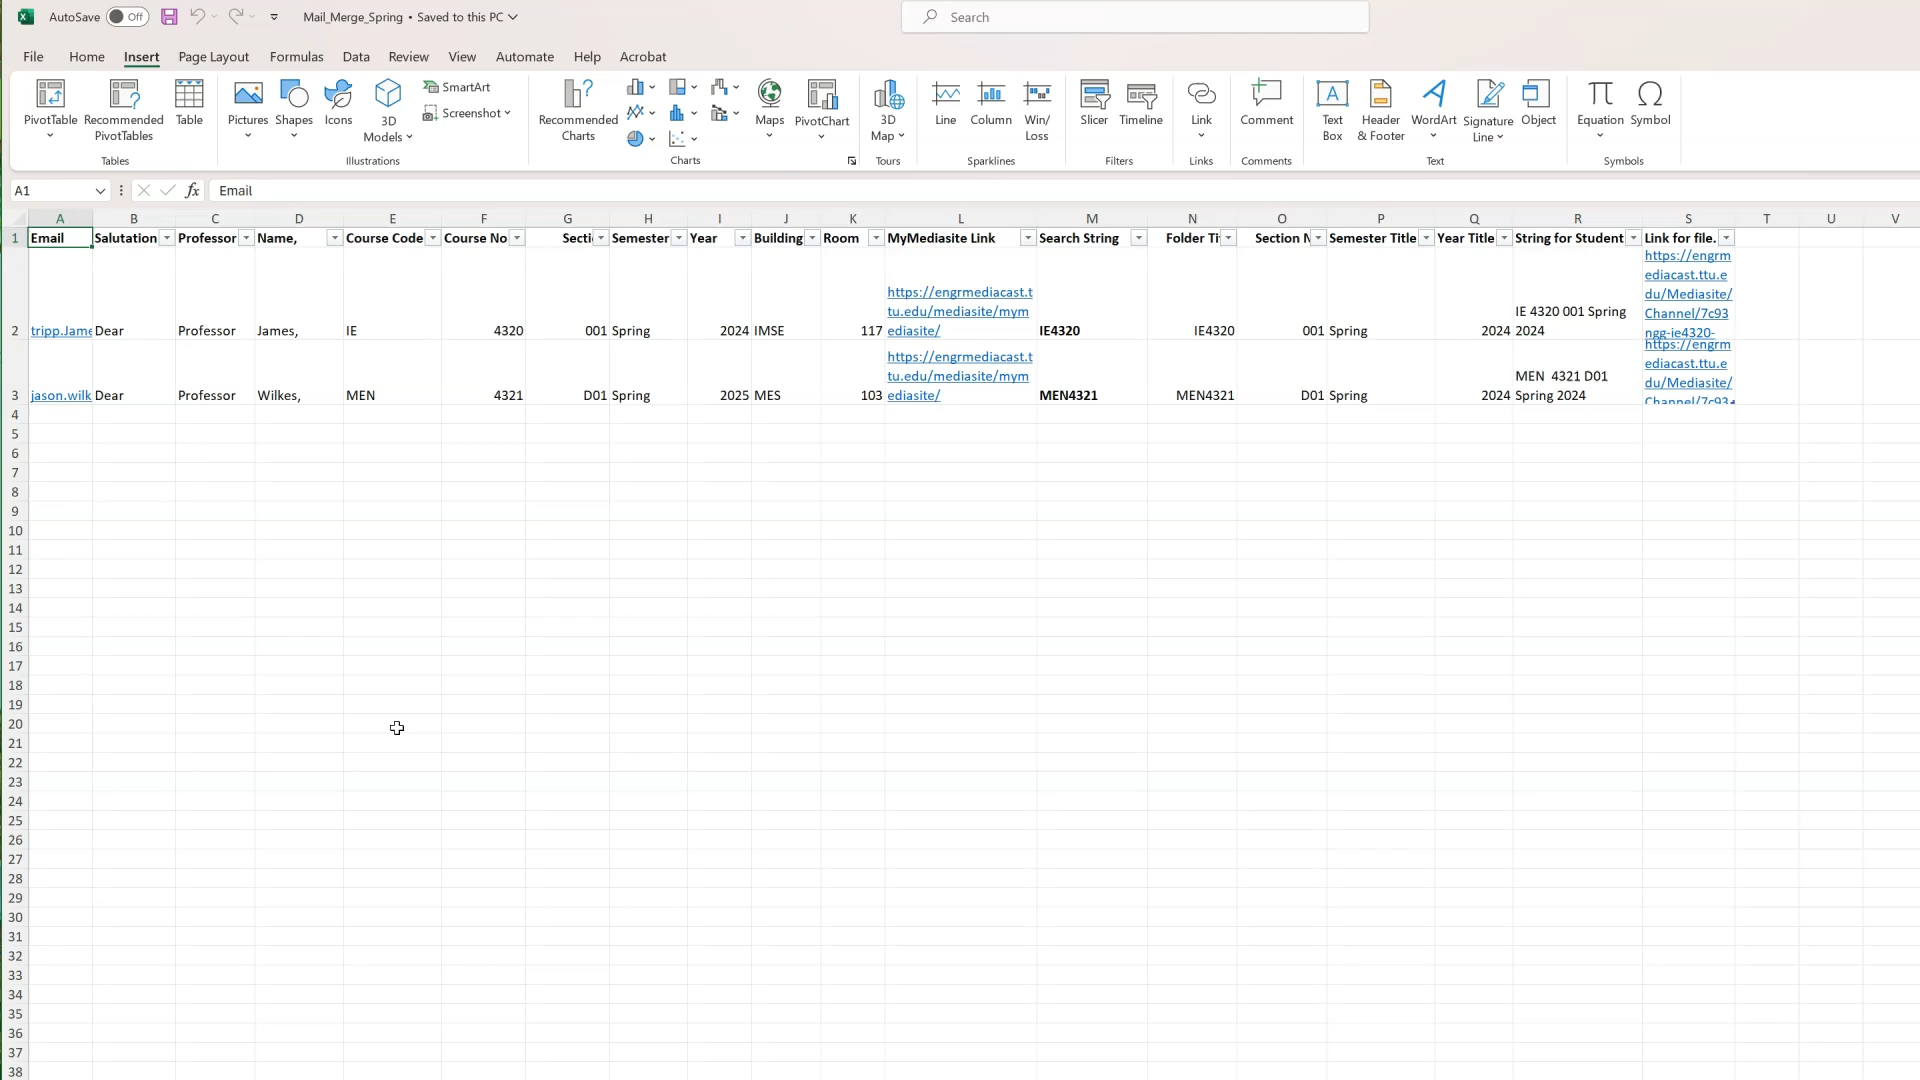 AutoSave Off Mail_Merge_Spring • Saved to this PC Search
File Home Insert Page Layout Formulas Data Review View Automate Help Acrobat
PivotTable Recommended PivotTables Table
Tables
Pictures Shapes Icons 3D Models SmartArt Screenshot
Illustrations
Recommended Charts Maps PivotChart
Charts
3D Map
Tours
Line Column Win/Loss
Sparklines
Slicer Timeline
Filters
Link
Links
Comment
Comments
Text Box Header & Footer WordArt Signature Line Object
Text
Equation Symbol
Symbols
A1 fx Email
A B C D E F G H I J K L M N O P Q R S T U V
1 Email Salutation Professor Name, Course Code Course No Secti Semester Year Building Room MyMediasite Link Search String Folder Ti Section N Semester Title Year Title String for Student Link for file.
2 tripp.Jame Dear Professor James, IE 4320 001 Spring 2024 IMSE 117 https://engrmediacast.t
tu.edu/mediasite/mym
ediasite/ IE4320 IE4320 001 Spring 2024 IE 4320 001 Spring
2024 https://engrm
ediacast.ttu.e
du/Mediasite/
Channel/7c93
ngg-ie4320-
3 jason.wilk Dear Professor Wilkes, MEN 4321 D01 Spring 2025 MES 103 https://engrmediacast.t
tu.edu/mediasite/mym
ediasite/ MEN4321 MEN4321 D01 Spring 2024 MEN  4321 D01
Spring 2024 https://engrm
ediacast.ttu.e
du/Mediasite/
Channel/7c93
4
5
6
7
8
9
10
11
12
13
14
15
16
17
18
19
20
21
22
23
24
25
26
27
28
29
30
31
32
33
34
35
36
37
38